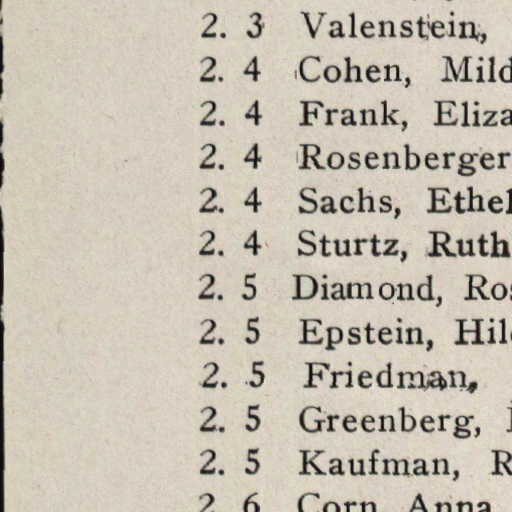 2. 3 Valenstein,
2. 4 Cohen, Mild
2. 4 Frank, Eliza
2. 4 Rosenberger
2. 4 Sachs, Ethel
2. 4 Sturtz, Ruth
2. 5 Diamond, Ros
2. 5 Epstein, Hil
2. 5 Friedman,
2. 5 Greenberg,
2. 5 Kaufman, R
2. 6 Corn, Anna